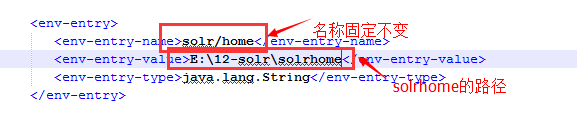 <env-entry>
名称固定不变
<env-entry-name>solr/home</env-entry-name>
<env-entry-value>E:\12-solr\solrhome</env-entry-value>
<env-entry-type>java.lang.String</env-entry-type>
solrhome的路径
</env-entry>